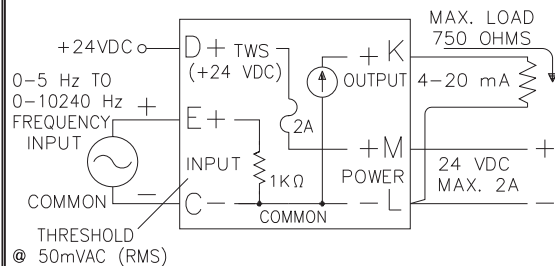 MAX. LOAD
750 OHMS
+24VDC
D+ TWS
(+24 VDC)
+K
OUTPUT
4-20 mA
0-5 Hz TO
0-10240 Hz
FREQUENCY
INPUT
+
E+
2A
+M
+
INPUT
1KΩ
POWER
24 VDC
MAX. 2A
COMMON
-
C-
COMMON
-L
-
THRESHOLD
@ 50mVAC (RMS)